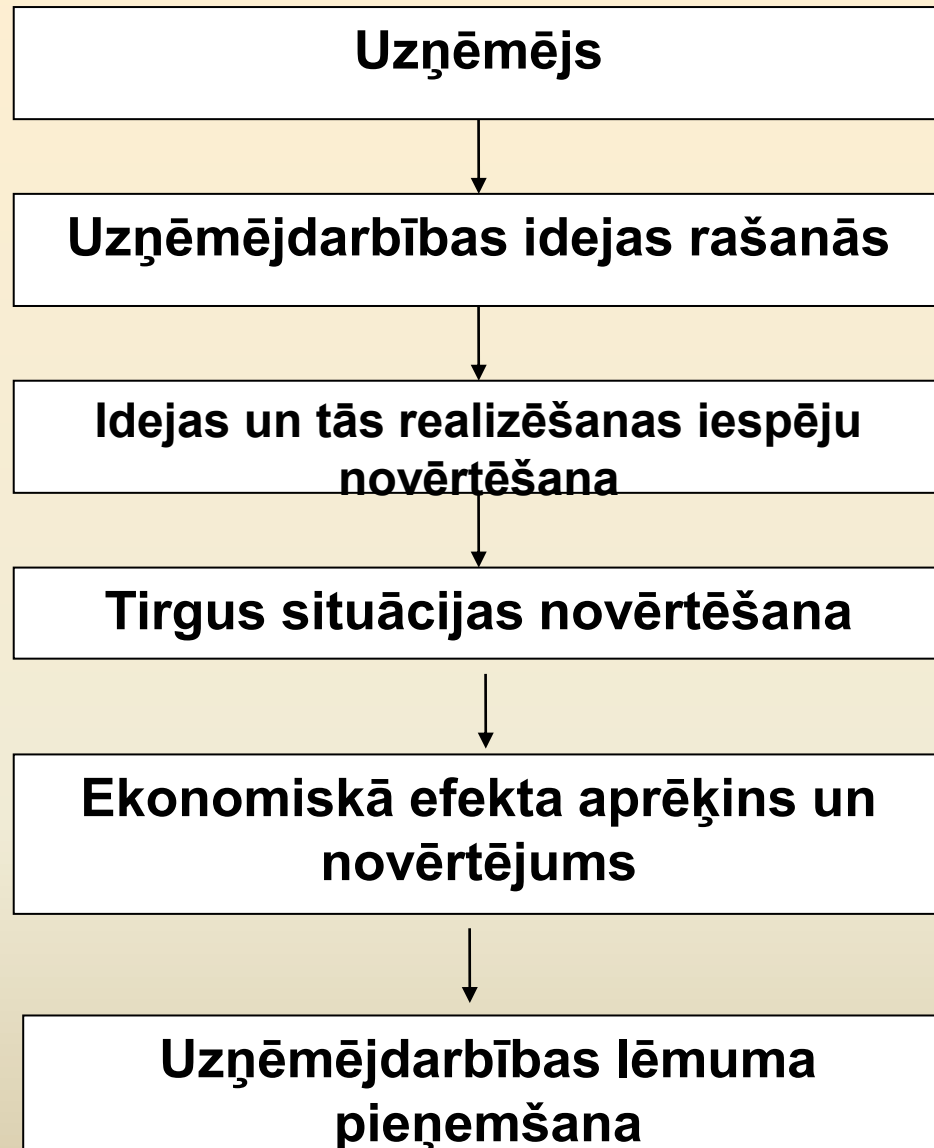 Uzņēmējs
Uzņēmējdarbības idejas rašanās
Idejas un tās realizēšanas iespēju
novērtēšana
Tirgus situācijas novērtēšana
Ekonomiskā efekta aprēķins un
novērtējums
Uzņēmējdarbības lēmuma
pieņemšana